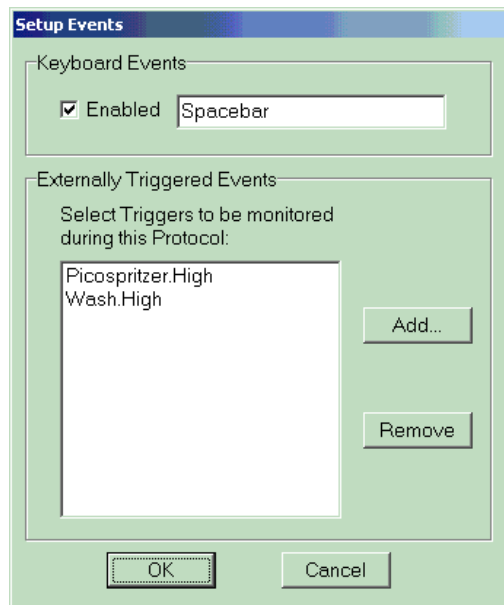 Setup Events
Keyboard Events
Enabled Spacebar
Externally Triggered Events
Select Triggers to be monitored
during this Protocol:
Picospritzer.High
Wash.High
Add...
Remove
OK Cancel